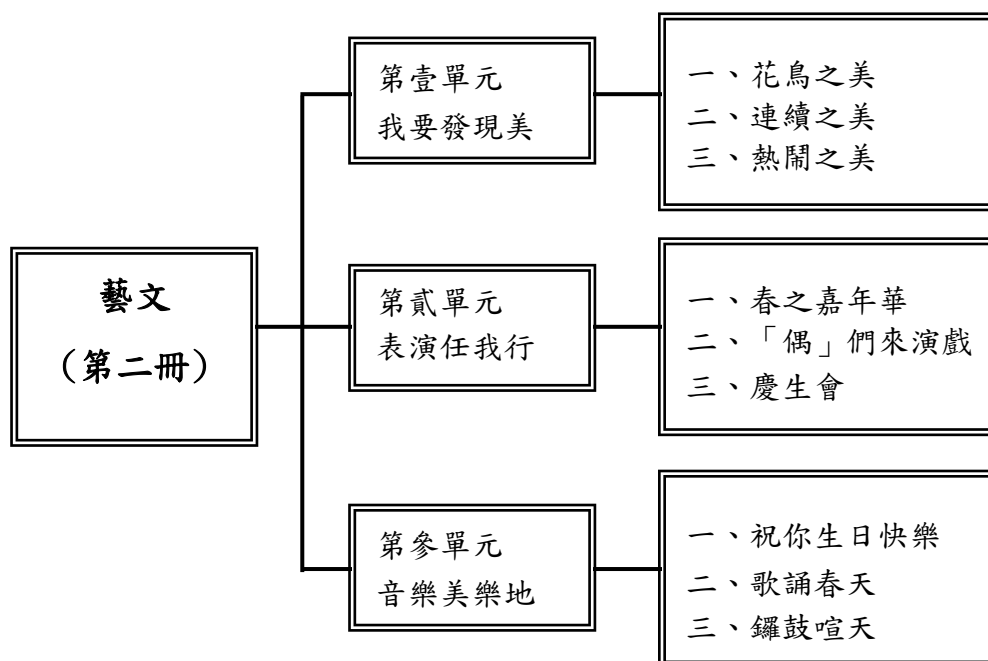 藝文
（第二冊）
第壹單元
我要發現美
一、花鳥之美
二、連續之美
三、熱鬧之美
第貳單元
表演任我行
一、春之嘉年華
二、「偶」們來演戲
三、慶生會
第參單元
音樂美樂地
一、祝你生日快樂
二、歌誦春天
三、鑼鼓喧天